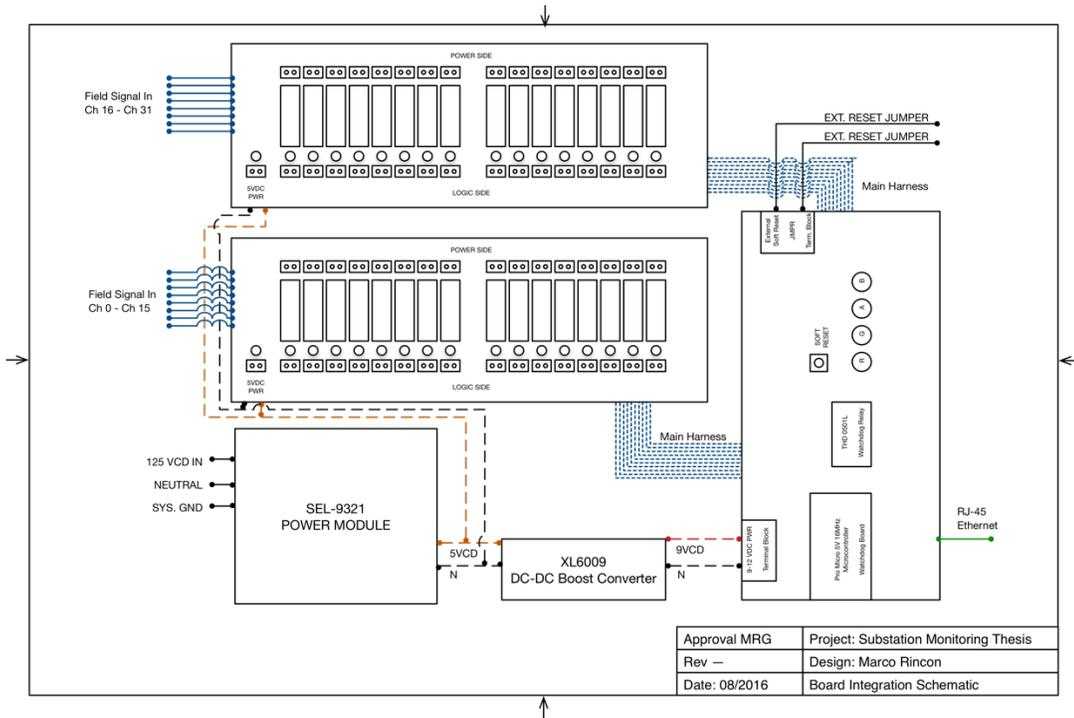 POWER SIDE
Field Signal In
Ch 16 - Ch 31
5VDC
PWR
LOGIC SIDE
EXT. RESET JUMPER
EXT. RESET JUMPER
Main Harness
External
Soft Reset
JMPR
Term. Block
POWER SIDE
Field Signal In
Ch 0 - Ch 15
5VDC
PWR
LOGIC SIDE
B
A
G
R
SOFT
RESET
Main Harness
THD 0501L
Watchdog Relay
125 VCD IN
NEUTRAL
SYS. GND
SEL-9321
POWER MODULE
5VCD
N
XL6009
DC-DC Boost Converter
9VCD
N
9-12 VDC PWR
Terminal Block
Pro Micro 5V 16MHz
Microcontroller
Watchdog Board
RJ-45
Ethernet
Approval MRG
Project: Substation Monitoring Thesis
Rev —
Design: Marco Rincon
Date: 08/2016
Board Integration Schematic